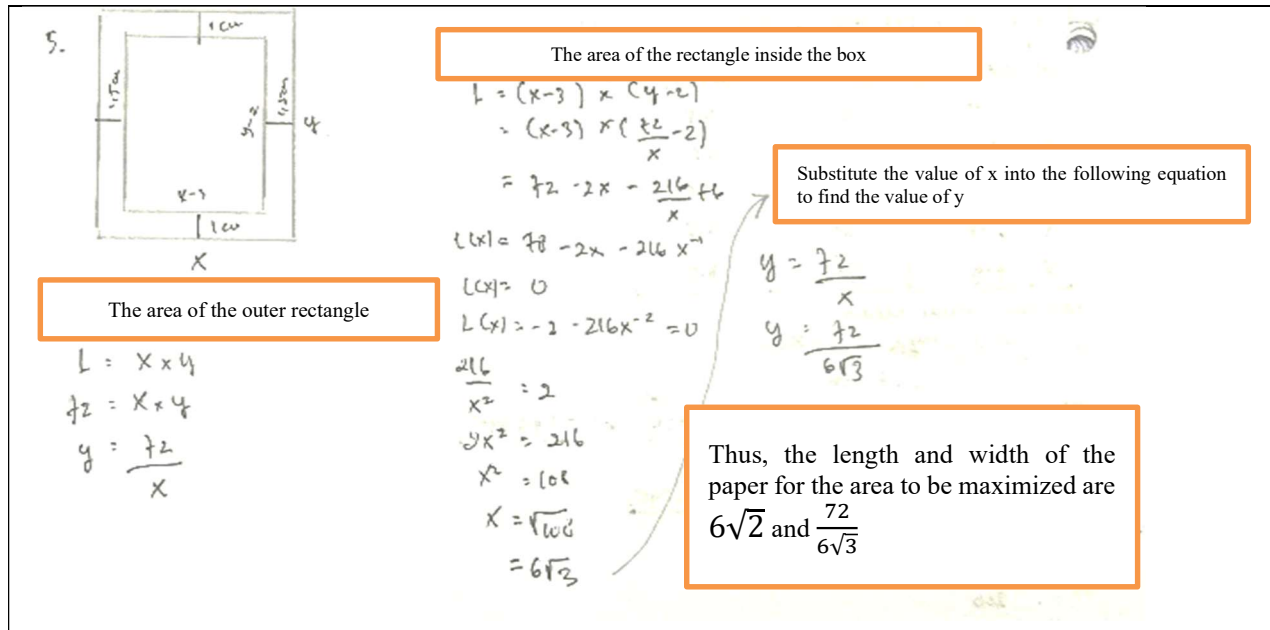 5.
1 cm
1,5 cm
y-2
1,5 cm
y
x-3
1 cm
x
The area of the outer rectangle
L = x × y
72 = x × y
y = 72/x
The area of the rectangle inside the box
L = (x-3) × (y-2)
= (x-3) × (72/x - 2)
= 72 - 2x - 216/x + 6
L(x) = 78 - 2x - 216 x⁻¹
L(x) = 0
L(x) = -2 - 216x⁻² = 0
216/x² = 2
2x² = 216
x² = 108
x = √108
= 6√3
Substitute the value of x into the following equation
to find the value of y
y = 72/x
y = 72/6√3
Thus, the length and width of the
paper for the area to be maximized are
6√2 and 72/6√3